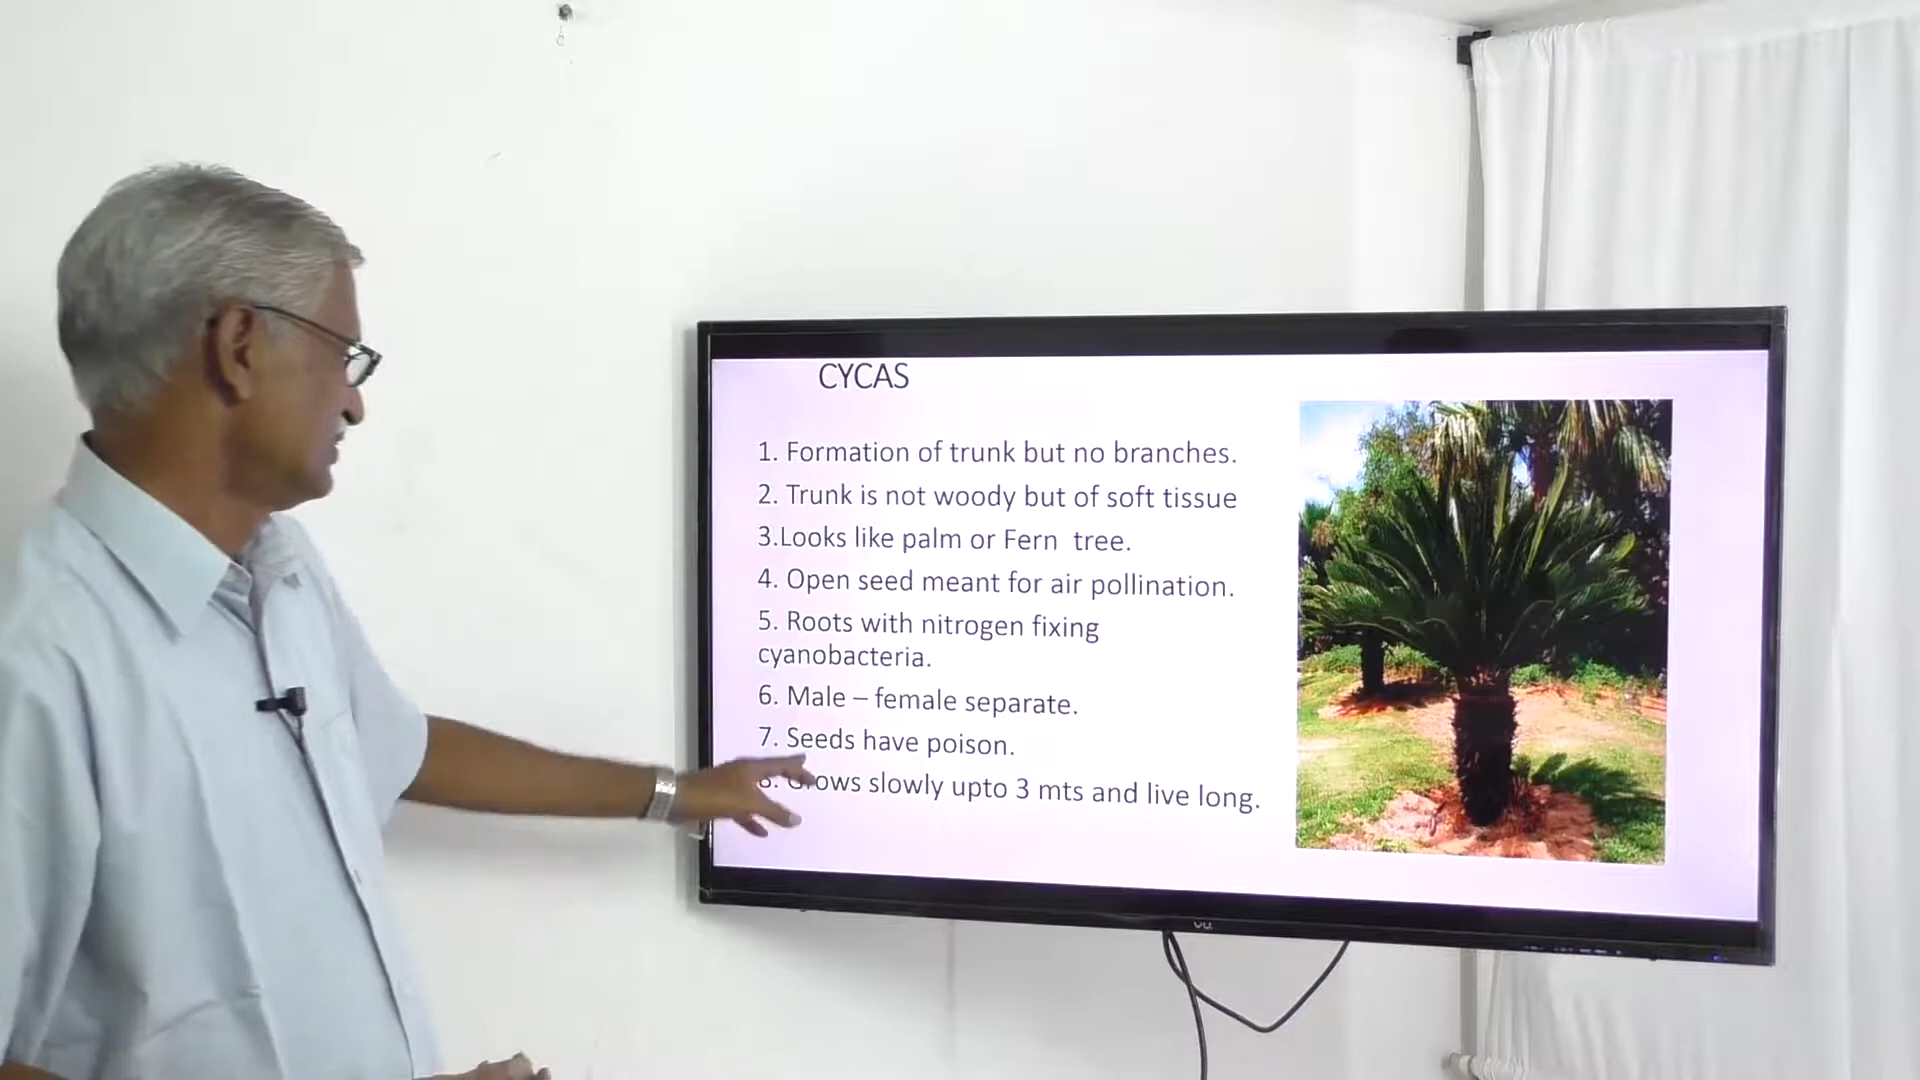 CYCAS
1. Formation of trunk but no branches.
2. Trunk is not woody but of soft tissue
3.Looks like palm or Fern tree.
4. Open seed meant for air pollination.
5. Roots with nitrogen fixing
cyanobacteria.
6. Male – female separate.
7. Seeds have poison.
8. Grows slowly upto 3 mts and live long.